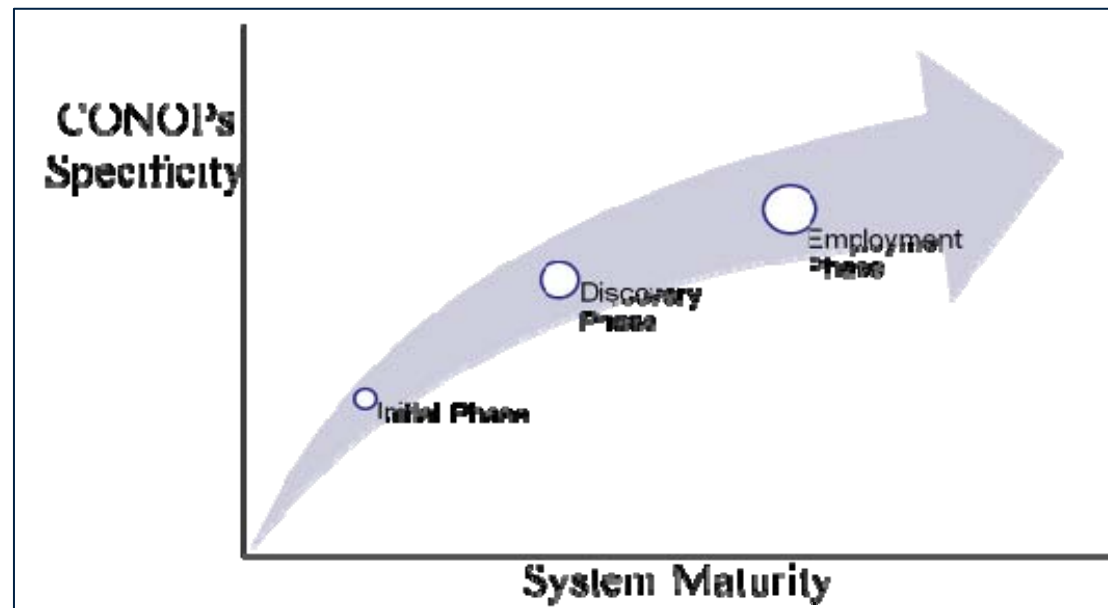 CONOPs
Specificity
Employment
Phase
Discovery
Phase
Initial Phase
System Maturity